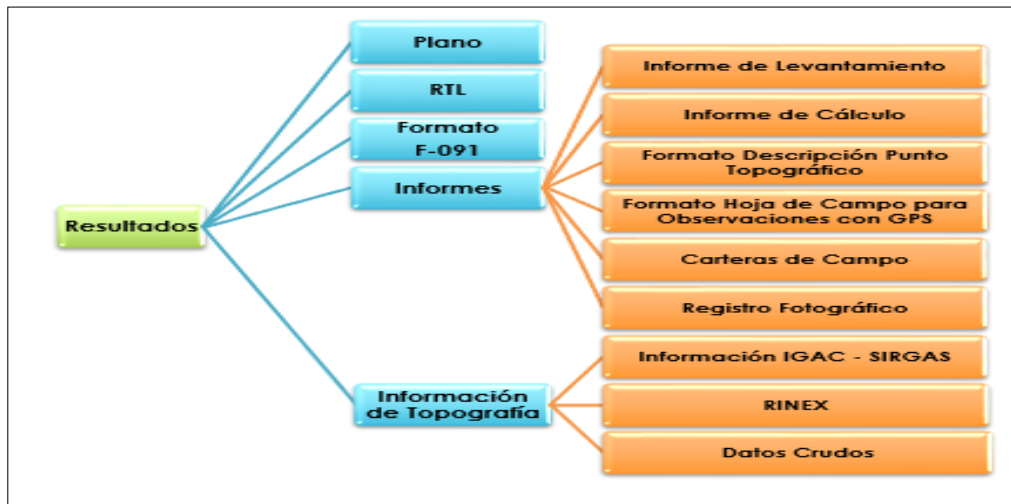 Resultados
Plano
RTL
Formato
F-091
Informes
Informe de Levantamiento
Informe de Cálculo
Formato Descripción Punto
Topográfico
Formato Hoja de Campo para
Observaciones con GPS
Carteras de Campo
Registro Fotográfico
Información
de Topografía
Información IGAC - SIRGAS
RINEX
Datos Crudos